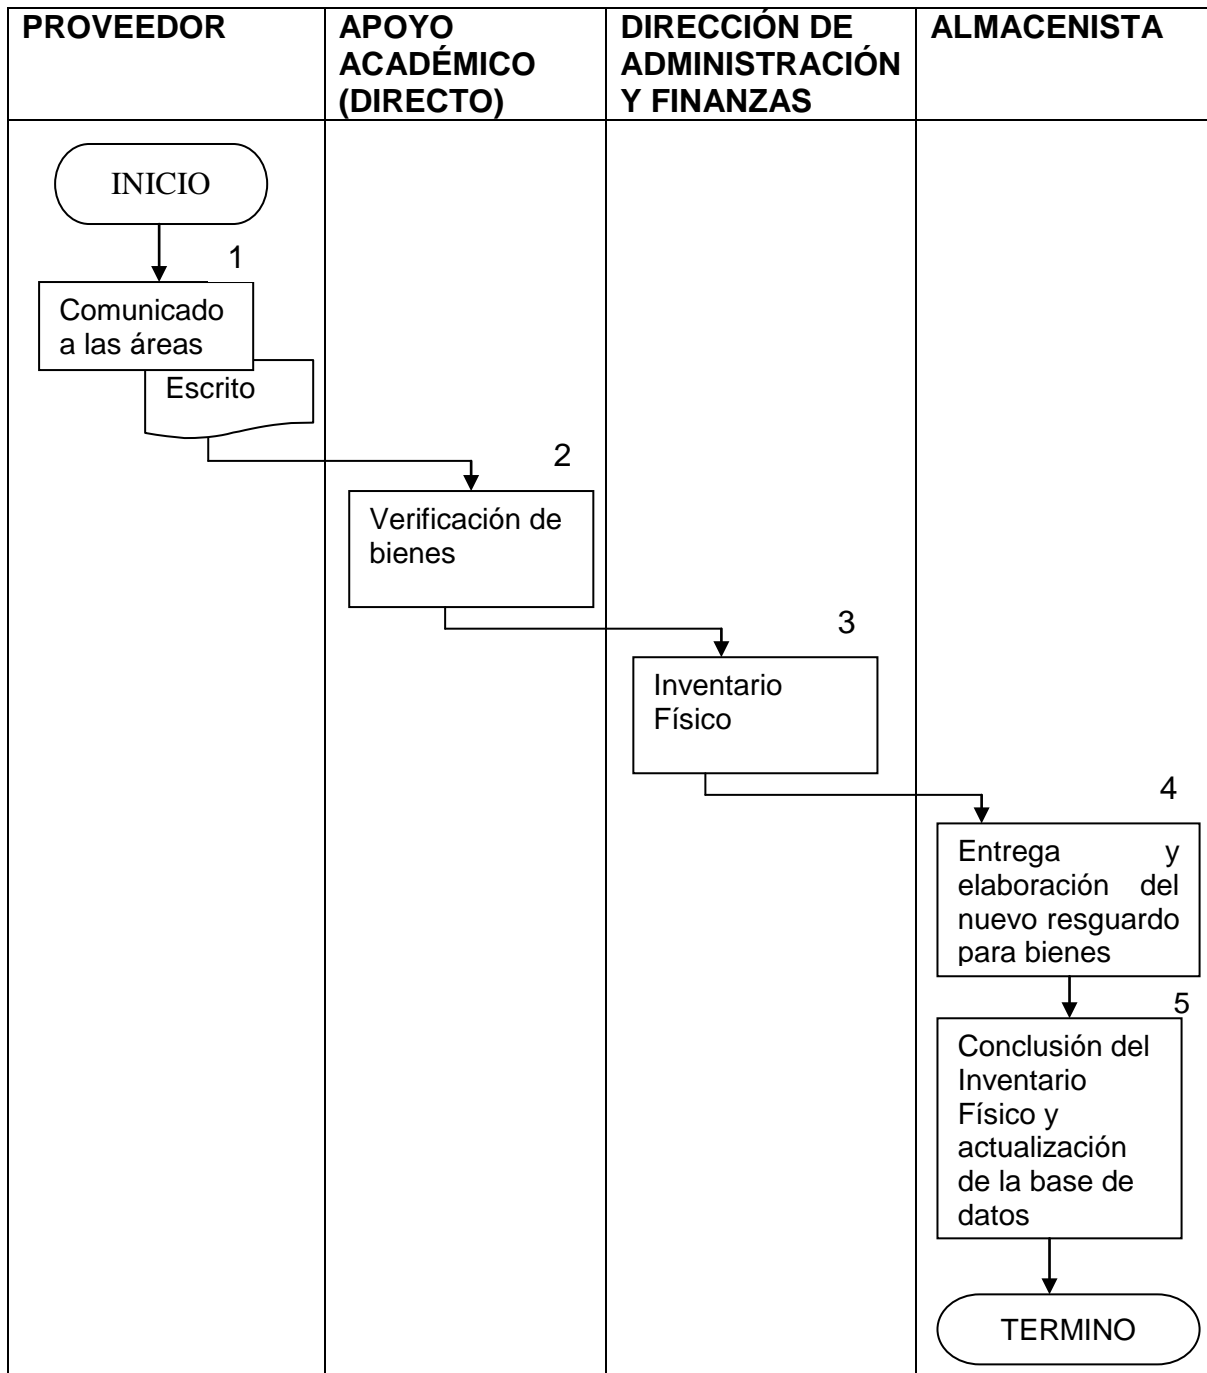 PROVEEDOR
APOYO
ACADÉMICO
(DIRECTO)
DIRECCIÓN DE
ADMINISTRACIÓN
Y FINANZAS
ALMACENISTA
INICIO
1
Comunicado
a las áreas
Escrito
2
Verificación de
bienes
3
Inventario
Físico
4
Entrega y
elaboración del
nuevo resguardo
para bienes
5
Conclusión del
Inventario
Físico y
actualización
de la base de
datos
TERMINO